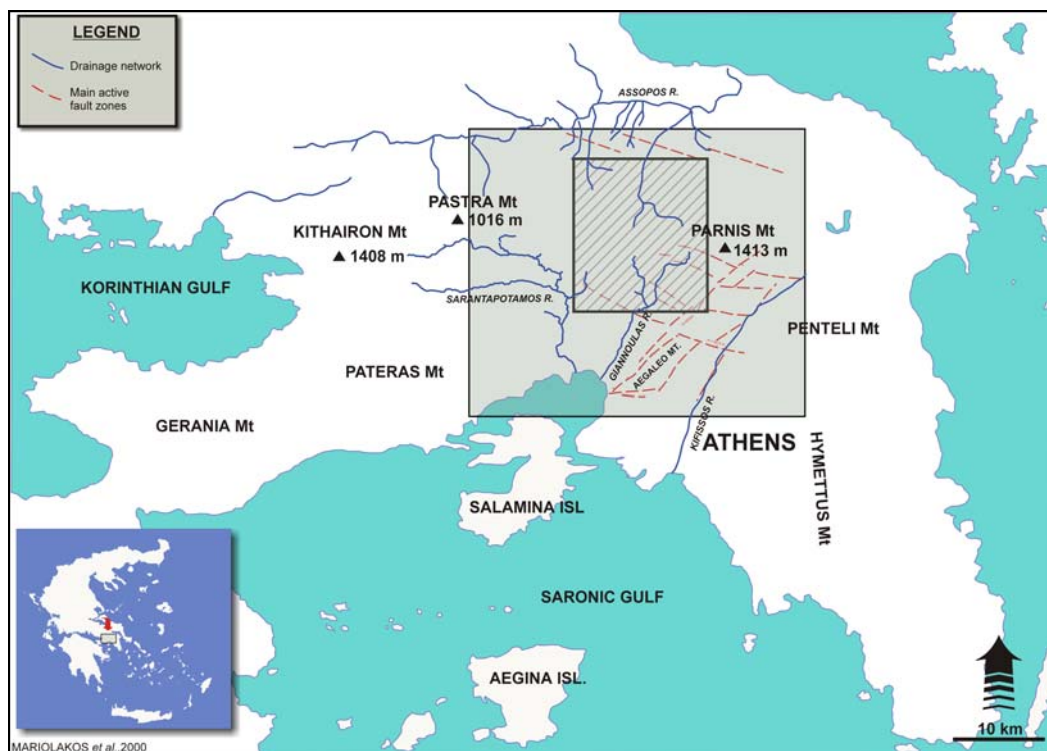 LEGEND
Drainage network
Main active
fault zones
ASSOPOS R.
PASTRA Mt
1016 m
KITHAIRON Mt
1408 m
PARNIS Mt
1413 m
KORINTHIAN GULF
SARANTAPOTAMOS R.
GIANNOULAS R.
PENTELI Mt
AEGALEO MT.
PATERAS Mt
GERANIA Mt
KIFISSOS R.
ATHENS
HYMETTUS Mt
SALAMINA ISL
SARONIC GULF
AEGINA ISL.
10 km
MARIOLAKOS et al. 2000